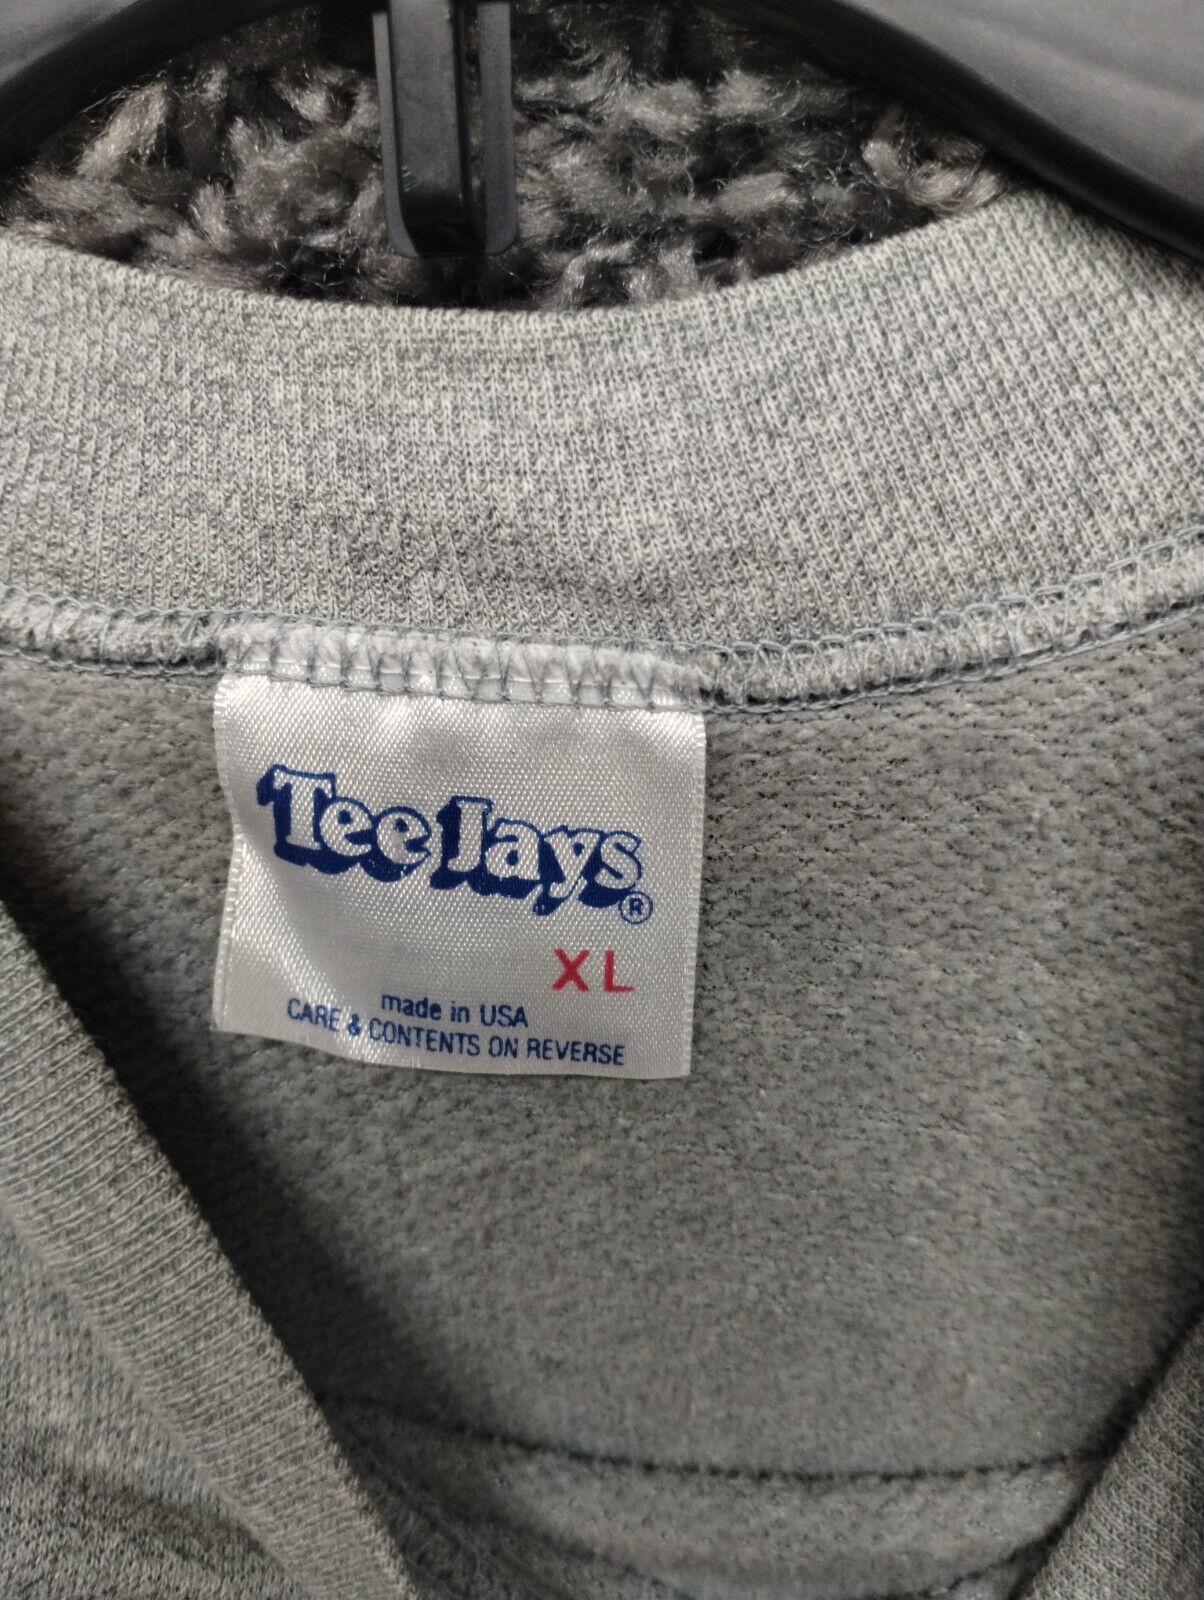 Tee Jays®
XL
made in USA
CARE & CONTENTS ON REVERSE